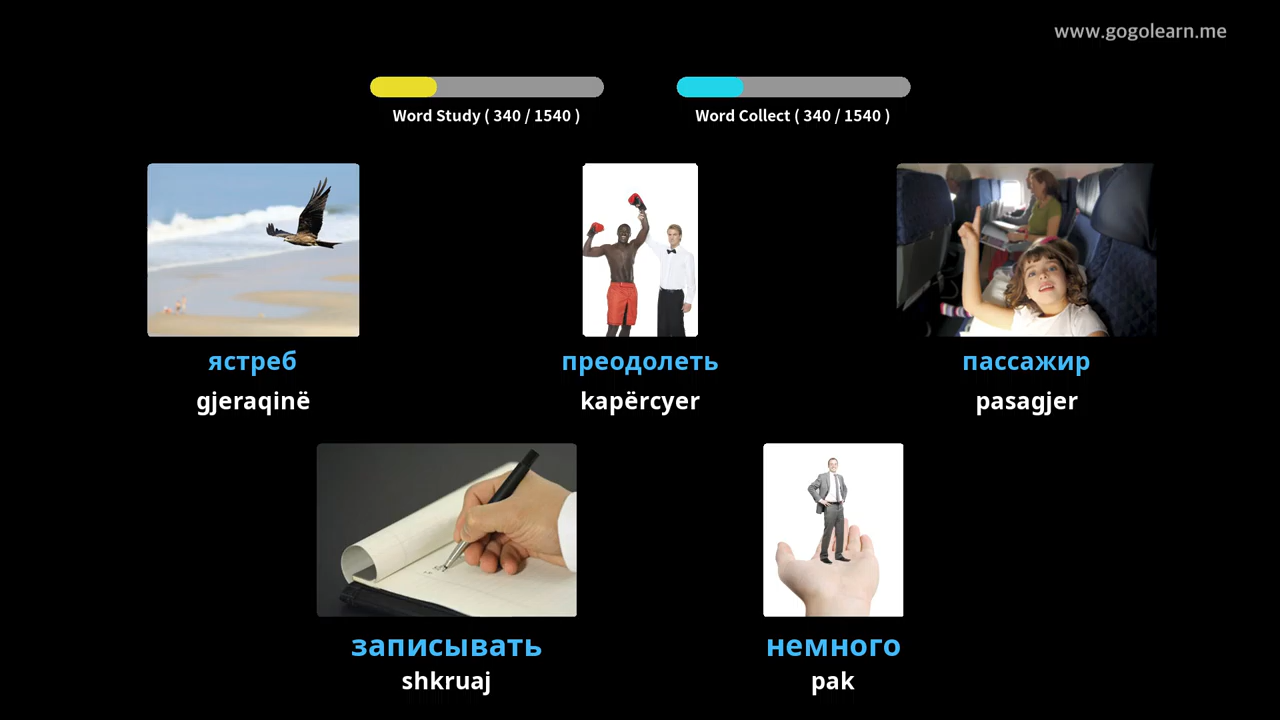 www.gogolearn.me
Word Study ( 340 / 1540 )
Word Collect ( 340 / 1540 )
ястреб
gjeraqinë
преодолеть
kapërcyer
пассажир
pasagjer
записывать
shkruaj
немного
pak